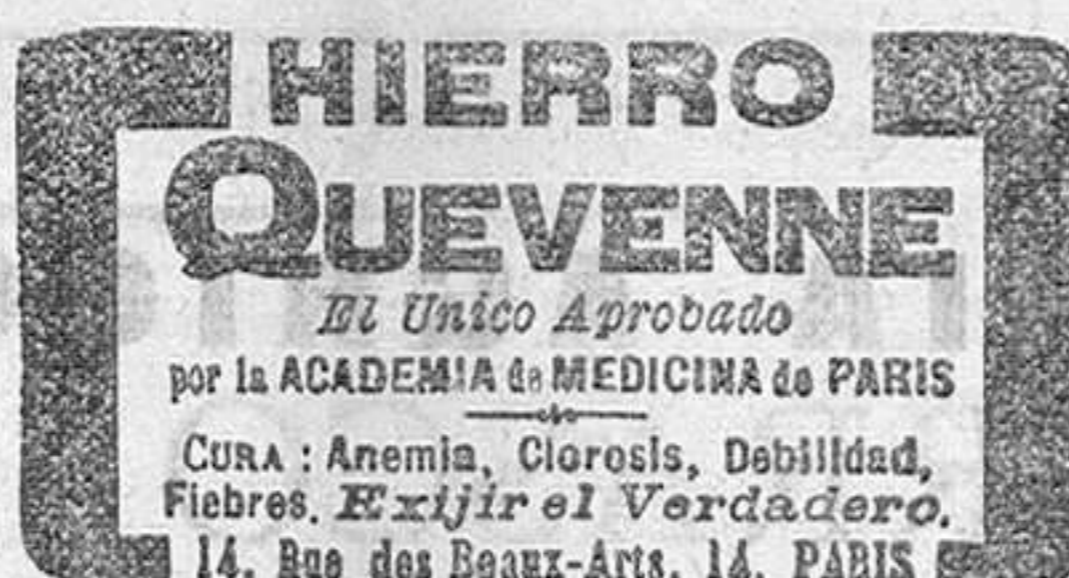 HIERRO
QUEVENNE
El Unico Aprobado
por la ACADEMIA de MEDICINA de PARIS
CURA : Anemia, Clorosis, Debilidad,
Fiebres. Exijir el Verdadero.
14, Rue des Beaux-Arts, 14, PARIS